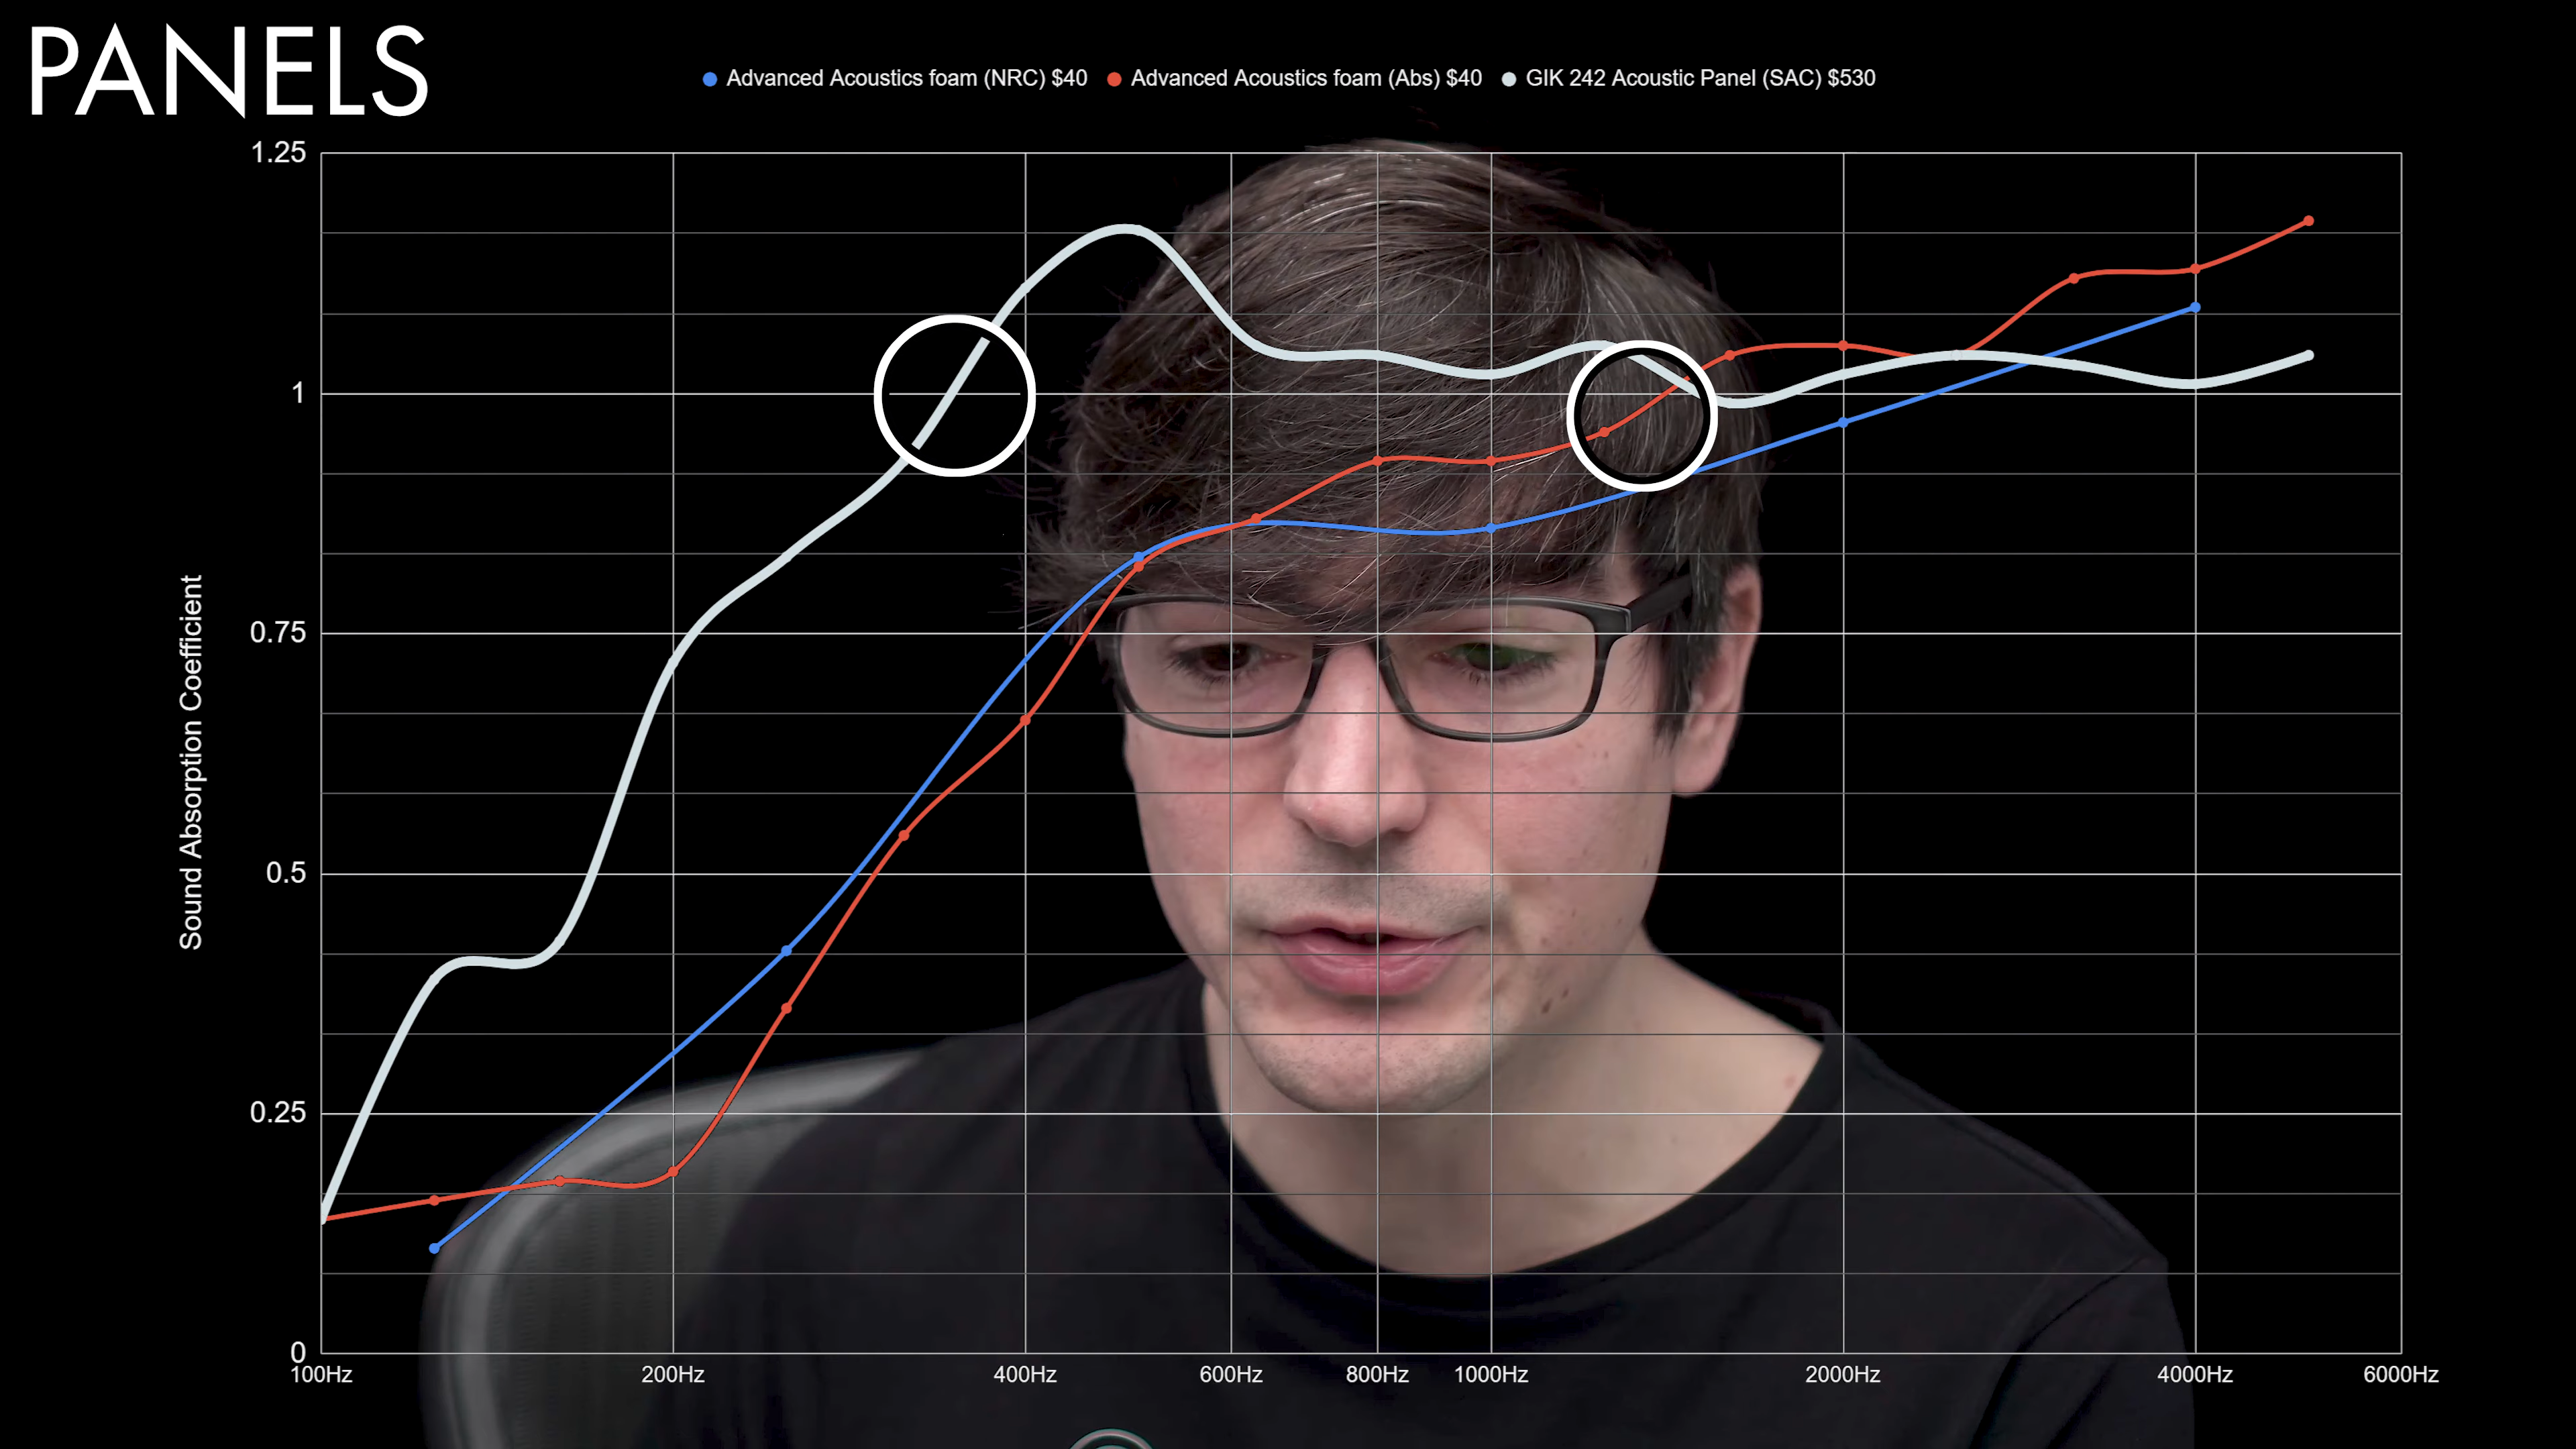 PANELS
Advanced Acoustics foam (NRC) $40 Advanced Acoustics foam (Abs) $40 GIK 242 Acoustic Panel (SAC) $530
1.25
1
0.75
0.5
0.25
0
Sound Absorption Coefficient
100Hz 200Hz 400Hz 600Hz 800Hz 1000Hz 2000Hz 4000Hz 6000Hz